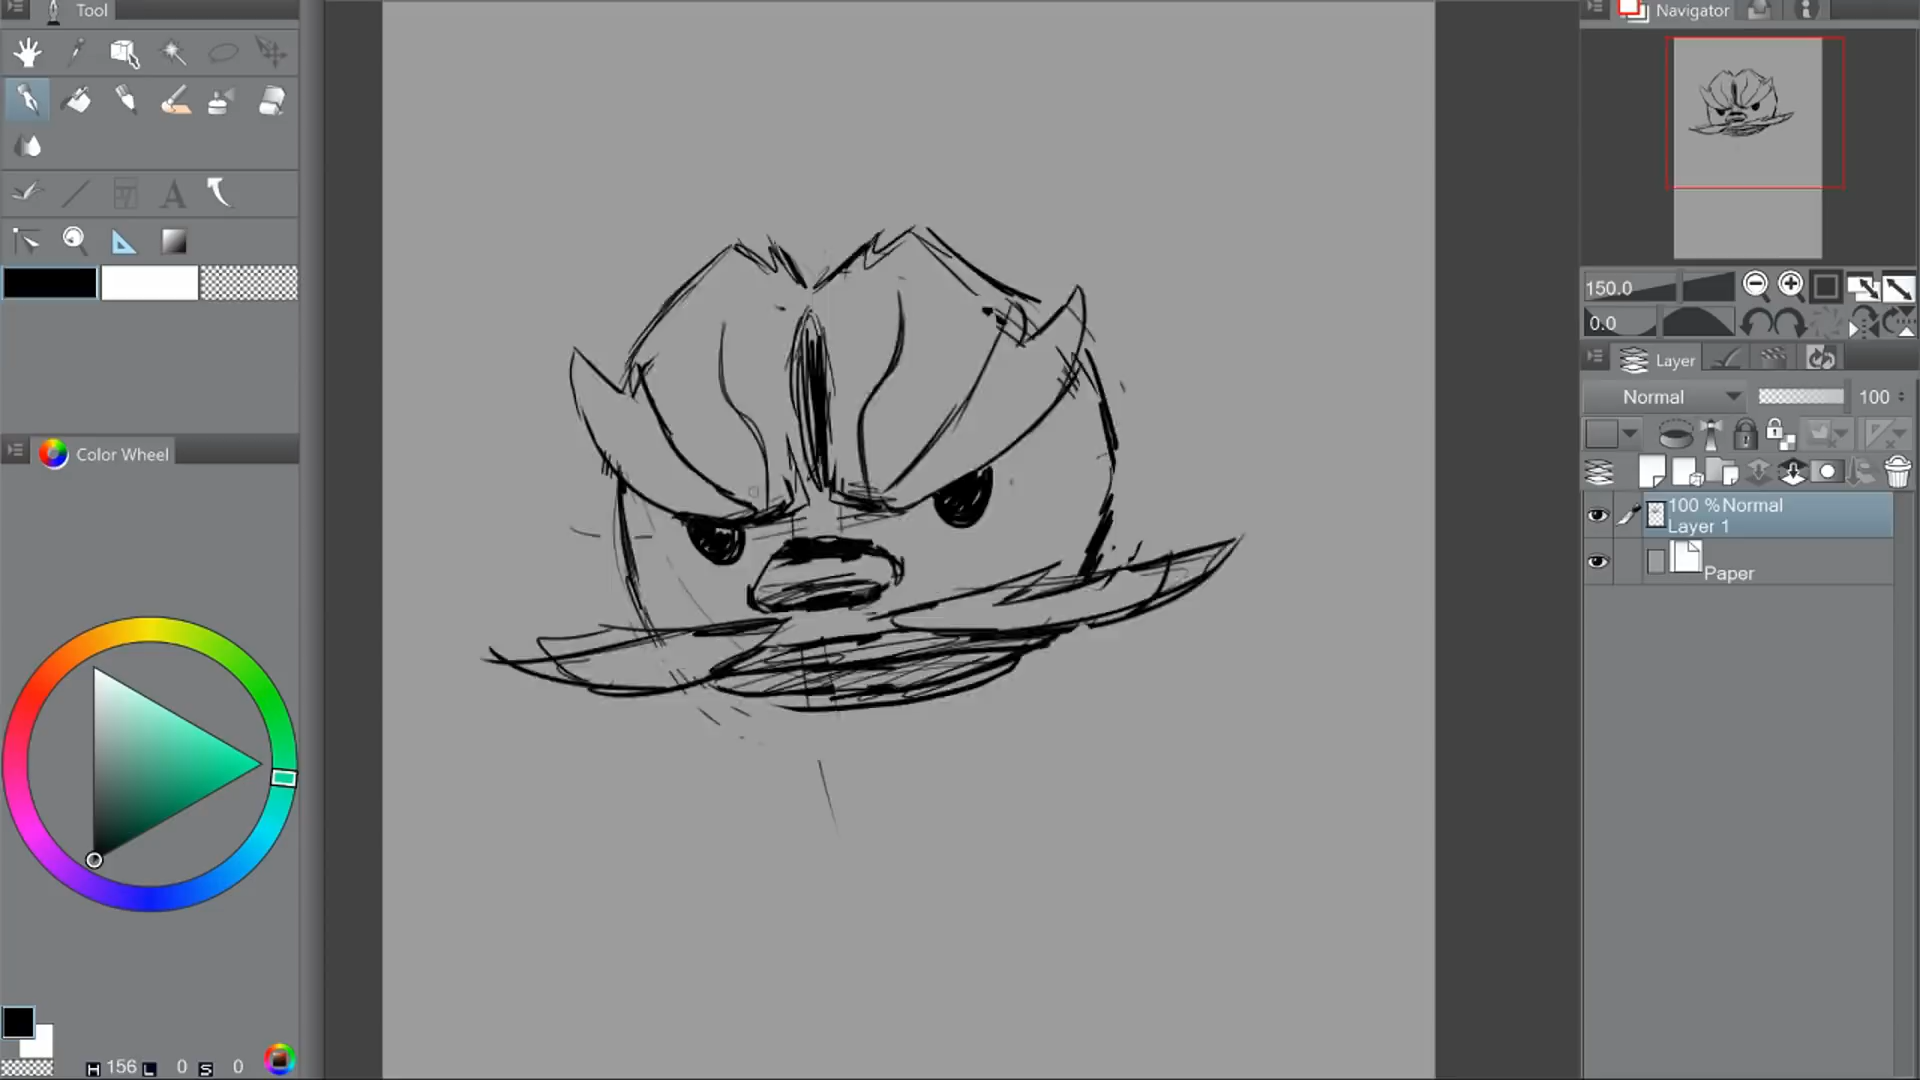 Tool
Navigator
150.0
0.0
Layer
Normal
100
100 %Normal
Layer 1
Paper
Color Wheel
H 156 L 0 S 0